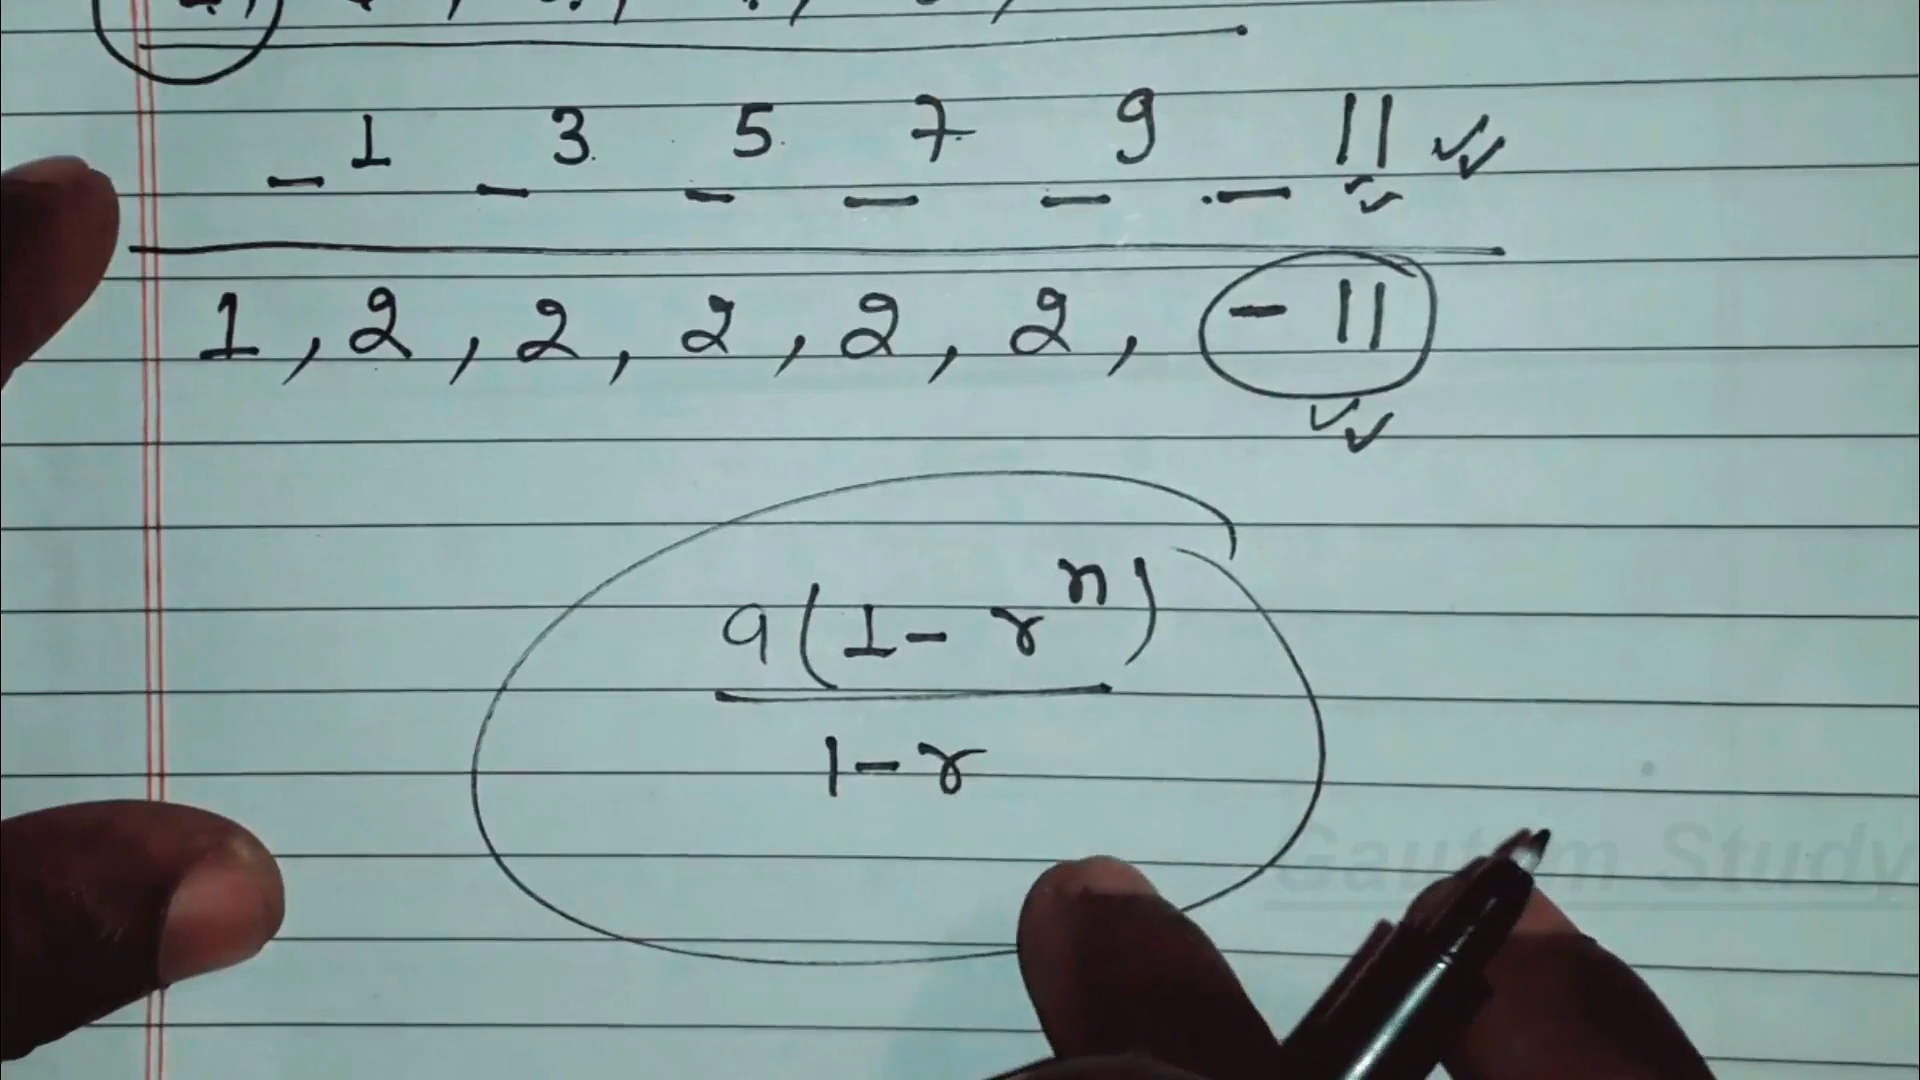 - 1 - 3 - 5 - 7 - 9 - 11
1, 2, 2, 2, 2, 2, - 11
a(1 - r^n)
1 - r
Gautam Study